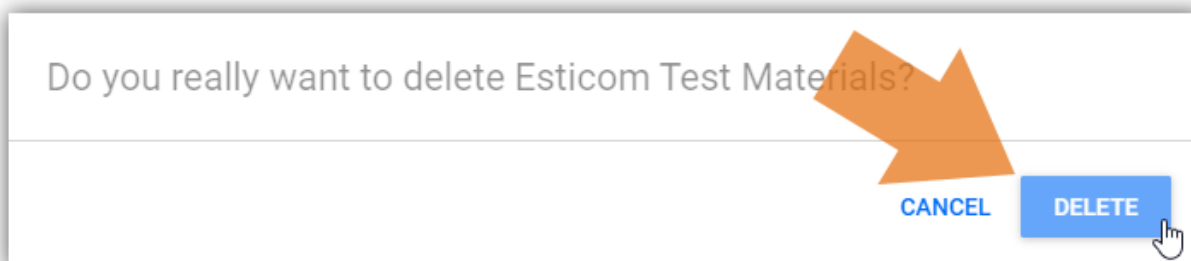 Do you really want to delete Esticom Test Materials?
CANCEL
DELETE